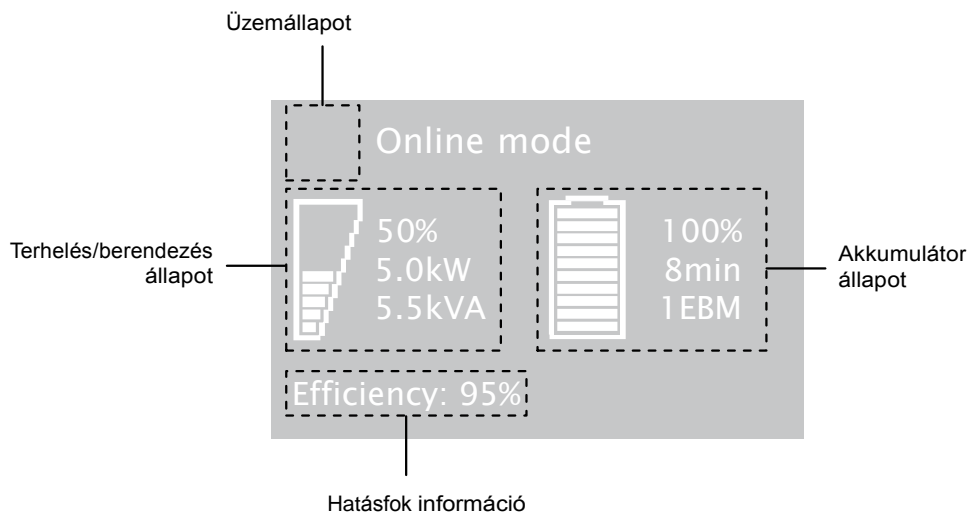 Üzemállapot
Online mode
Terhelés/berendezés
állapot
50%
5.0kW
5.5kVA
100%
8min
1EBM
Akkumulátor
állapot
Efficiency: 95%
Hatásfok információ